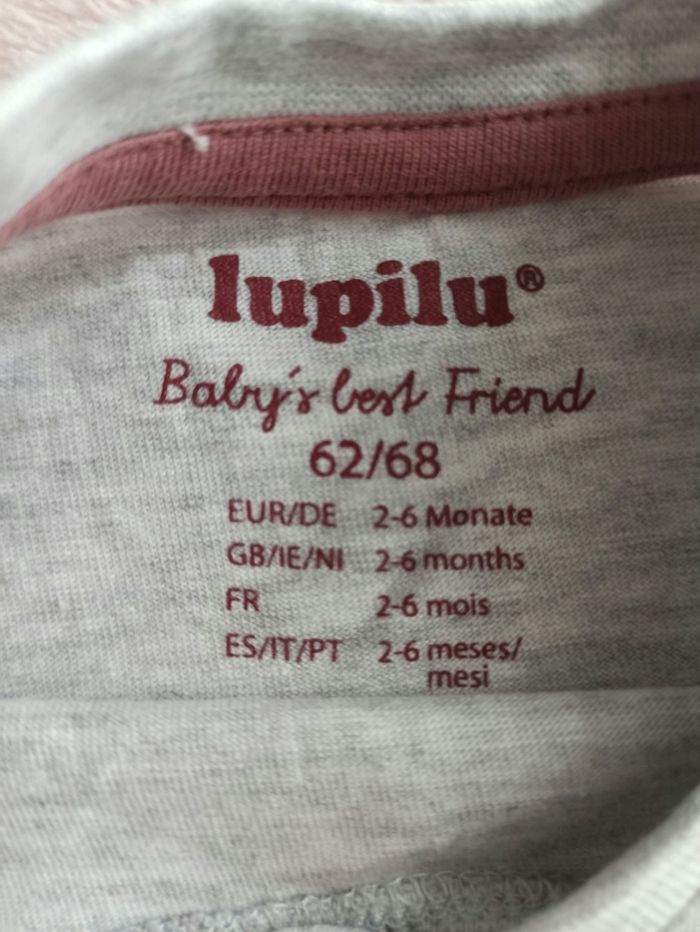 lupilu®
Baby's best Friend
62/68
EUR/DE 2-6 Monate
GB/IE/NI 2-6 months
FR 2-6 mois
ES/IT/PT 2-6 meses/
mesi